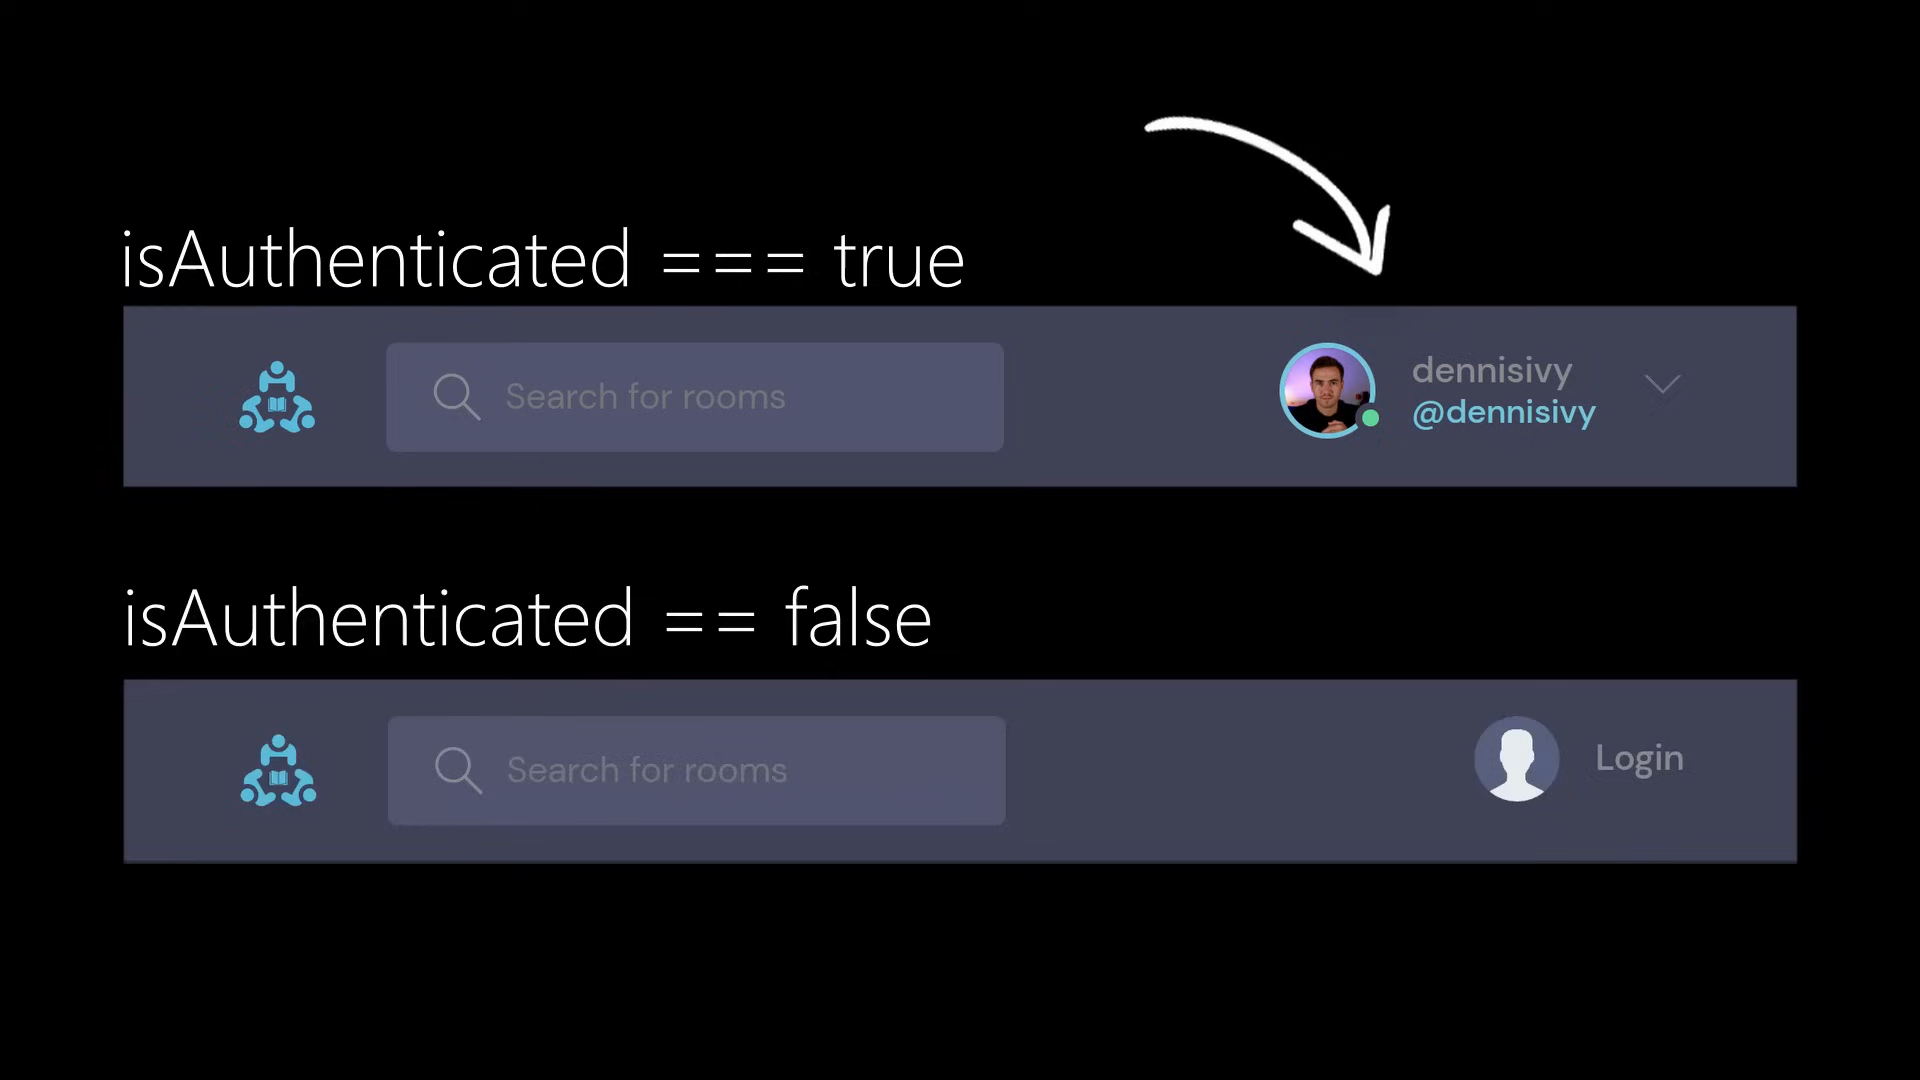 isAuthenticated === true
Search for rooms
dennisivy
@dennisivy
isAuthenticated == false
Search for rooms
Login